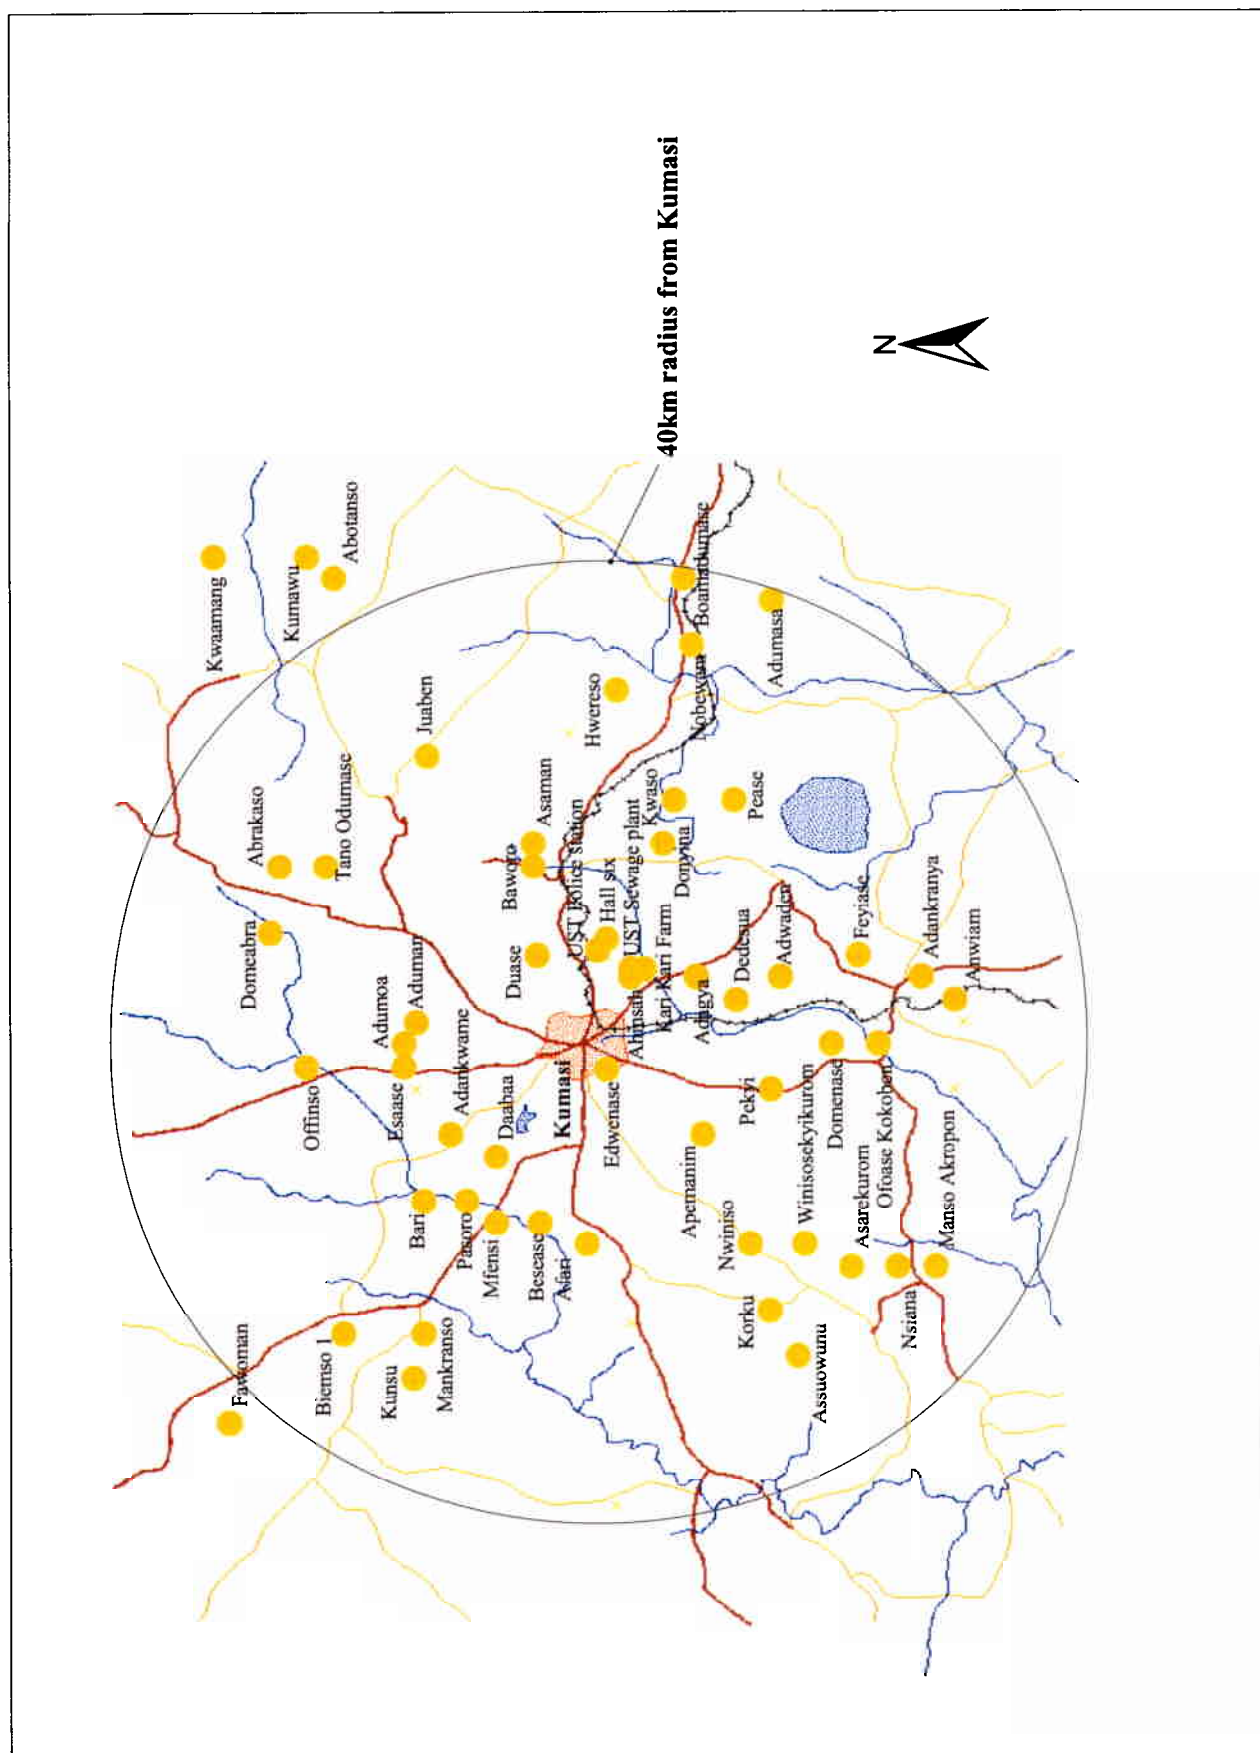 Kwaamang
Kumawu
Abotanso
Abrakaso
Tano Odumase
Juaben
Domeabra
Offinso
Adumoa
Aduman
Esaase
Adankwame
Daabaa
Bari
Pasoro
Mfensi
Besease
Afari
Fawoman
Biemso 1
Kunsu
Mankranso
Kumasi
Edwenase
Duase
Baworo
Asaman
UST Police station
Hall six
UST Sewage plant
Ahinsan
Kari Kari Farm
Adagya
Dedesua
Adwaden
Kwaso
Donyina
Pease
Hwereso
Nobewam
Boamadumase
Adumasa
40km radius from Kumasi
N
Feyiase
Adankranya
Anwiam
Pekyi
Domenase
Ofoase Kokoben
Apemanim
Nwiniso
Winisosekyikurom
Asarekurom
Manso Akropon
Nsiana
Korku
Assuowunu